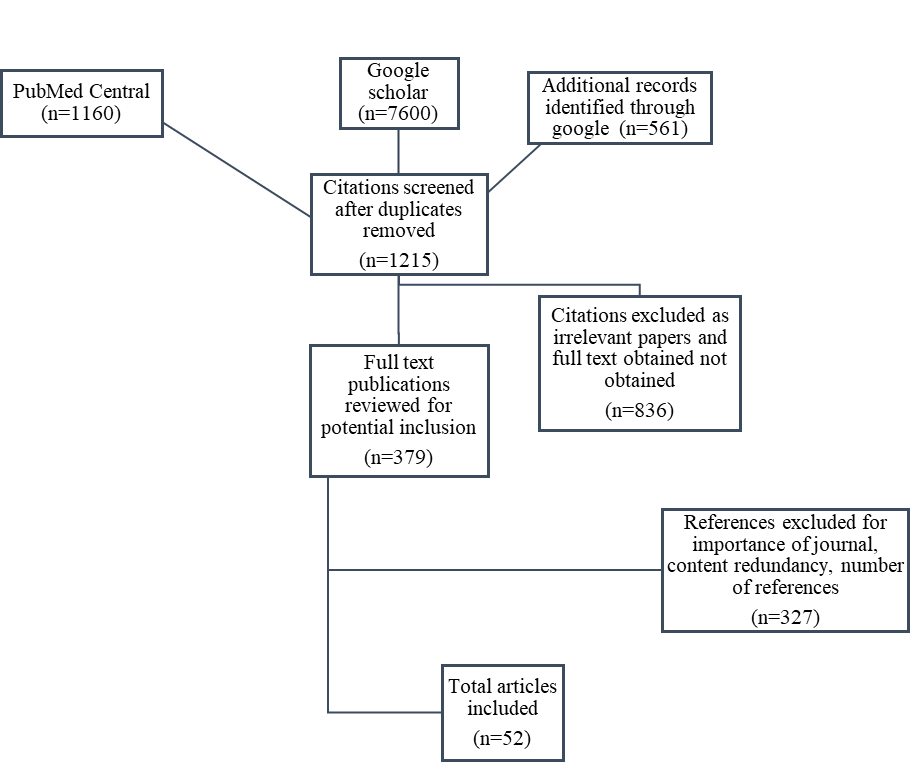 PubMed Central
(n=1160)
Google
scholar
(n=7600)
Additional records
identified through
google (n=561)
Citations screened
after duplicates
removed
(n=1215)
Citations excluded as
irrelevant papers and
full text obtained not
obtained
(n=836)
Full text
publications
reviewed for
potential inclusion
(n=379)
References excluded for
importance of journal,
content redundancy, number
of references
(n=327)
Total articles
included
(n=52)